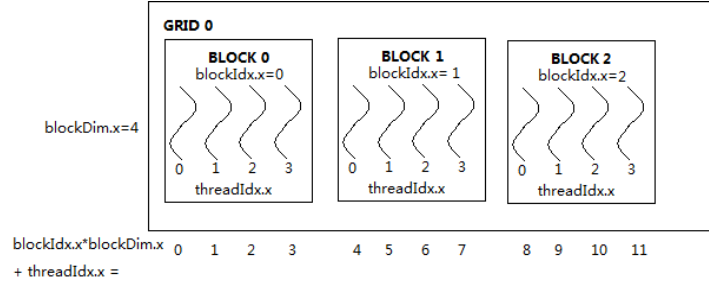 GRID 0
BLOCK 0
blockIdx.x=0
BLOCK 1
blockIdx.x= 1
BLOCK 2
blockIdx.x=2
blockDim.x=4
0 1 2 3
threadIdx.x
0 1 2 3
threadIdx.x
0 1 2 3
threadIdx.x
blockIdx.x*blockDim.x 0 1 2 3 4 5 6 7 8 9 10 11
+ threadIdx.x =